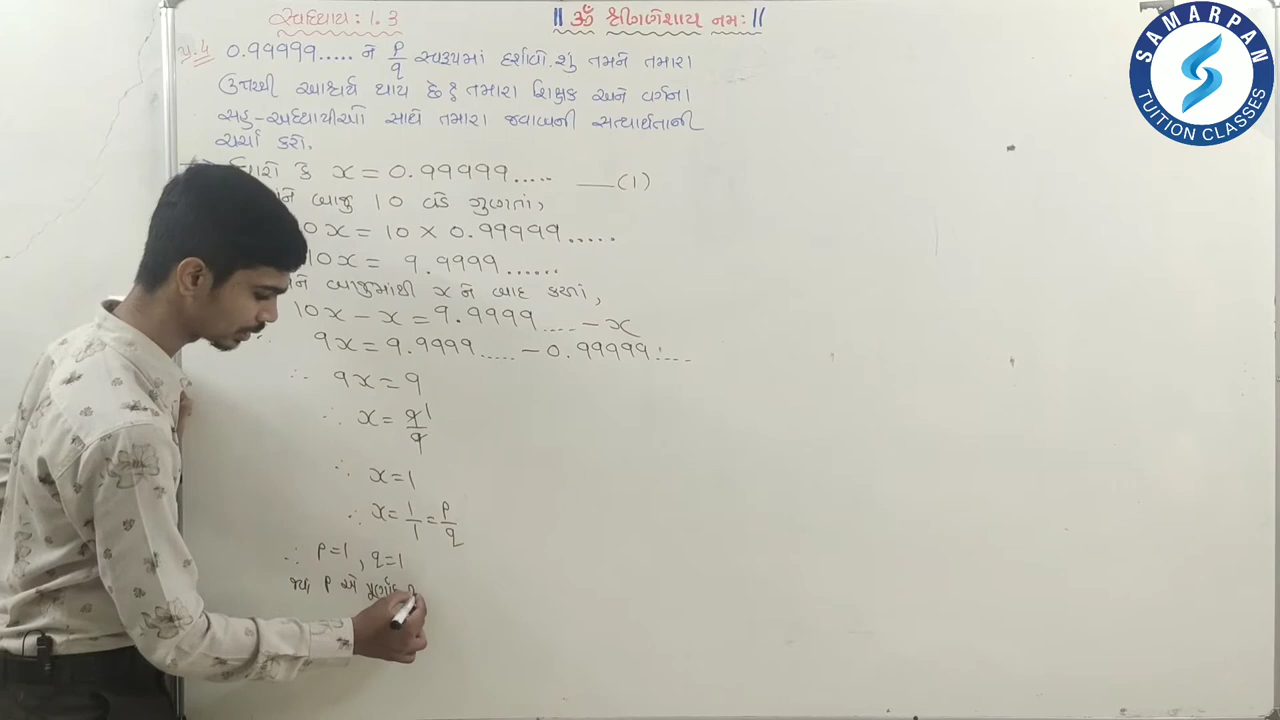 સ્વાધ્યાય : 1.3
|| ૐ શ્રીગણેશાય નમઃ ||
પ્ર.4 0.99999..... ને p/q સ્વરૂપમાં દર્શાવો. શું તમને તમારા
ઉત્તરથી આશ્ચર્ય થાય છે? તમારા શિક્ષક અને વર્ગના
સહ-અધ્યાયીઓ સાથે તમારા જવાબની સત્યાર્થતાની
ચર્ચા કરો.
કે x = 0.99999..... —(1)
બાજુ 10 વડે ગુણતાં,
0x = 10 × 0.99999.....
10x = 9.9999......
બાજુમાંથી x ને બાદ કરતાં,
10x - x = 9.9999.... - x
9x = 9.9999..... - 0.99999.....
∴ 9x = 9
∴ x = 9/9 1
∴ x = 1
∴ x = 1/1 = p/q
∴ p = 1, q = 1
જ્યાં p એ
SAMARPAN
TUITION CLASSES